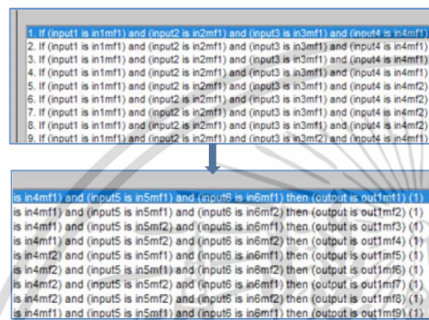 1. If (input1 is in1mf1) and (input2 is in2mf1) and (input3 is in3mf1) and (input4 is in4mf1)
2. If (input1 is in1mf1) and (input2 is in2mf1) and (input3 is in3mf1) and (input4 is in4mf1)
3. If (input1 is in1mf1) and (input2 is in2mf1) and (input3 is in3mf1) and (input4 is in4mf1)
4. If (input1 is in1mf1) and (input2 is in2mf1) and (input3 is in3mf1) and (input4 is in4mf1)
5. If (input1 is in1mf1) and (input2 is in2mf1) and (input3 is in3mf1) and (input4 is in4mf2)
6. If (input1 is in1mf1) and (input2 is in2mf1) and (input3 is in3mf1) and (input4 is in4mf2)
7. If (input1 is in1mf1) and (input2 is in2mf1) and (input3 is in3mf1) and (input4 is in4mf2)
8. If (input1 is in1mf1) and (input2 is in2mf1) and (input3 is in3mf1) and (input4 is in4mf2)
9. If (input1 is in1mf1) and (input2 is in2mf1) and (input3 is in3mf2) and (input4 is in4mf1)
is in4mf1) and (input5 is in5mf1) and (input6 is in6mf1) then (output is out1mf1) (1)
is in4mf1) and (input5 is in5mf1) and (input6 is in6mf2) then (output is out1mf2) (1)
is in4mf1) and (input5 is in5mf2) and (input6 is in6mf1) then (output is out1mf3) (1)
is in4mf1) and (input5 is in5mf2) and (input6 is in6mf2) then (output is out1mf4) (1)
is in4mf2) and (input5 is in5mf1) and (input6 is in6mf1) then (output is out1mf5) (1)
is in4mf2) and (input5 is in5mf1) and (input6 is in6mf2) then (output is out1mf6) (1)
is in4mf2) and (input5 is in5mf2) and (input6 is in6mf1) then (output is out1mf7) (1)
is in4mf2) and (input5 is in5mf2) and (input6 is in6mf2) then (output is out1mf8) (1)
is in4mf1) and (input5 is in5mf1) and (input6 is in6mf1) then (output is out1mf9) (1)